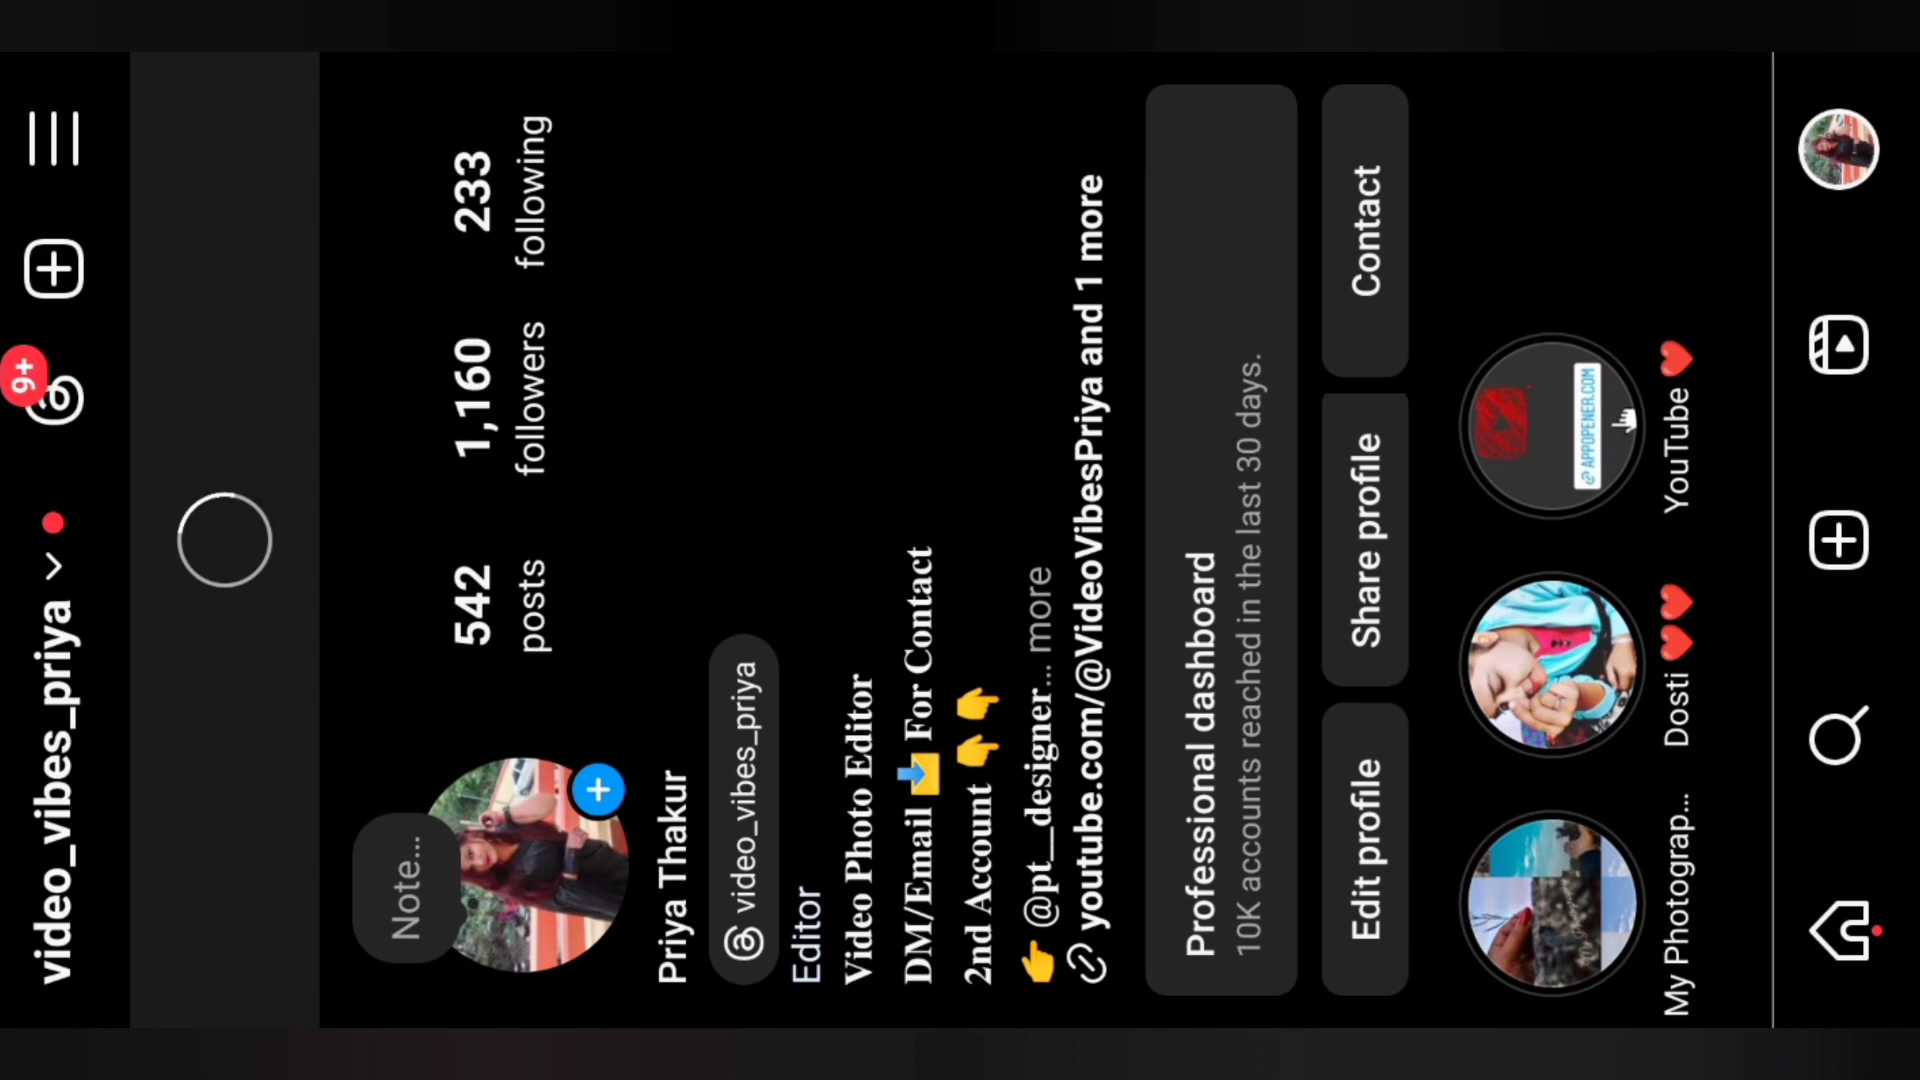 video_vibes_priya
9+
Note...
542
posts
1,160
followers
233
following
Priya Thakur
video_vibes_priya
Editor
Video Photo Editor
DM/Email 📩 For Contact
2nd Account 👇👇
👉 @pt__designer... more
youtube.com/@VideoVibesPriya and 1 more
Professional dashboard
10K accounts reached in the last 30 days.
Edit profile
Share profile
Contact
APPOPENER.COM
My Photograp...
Dosti ❤️❤️
YouTube ❤️